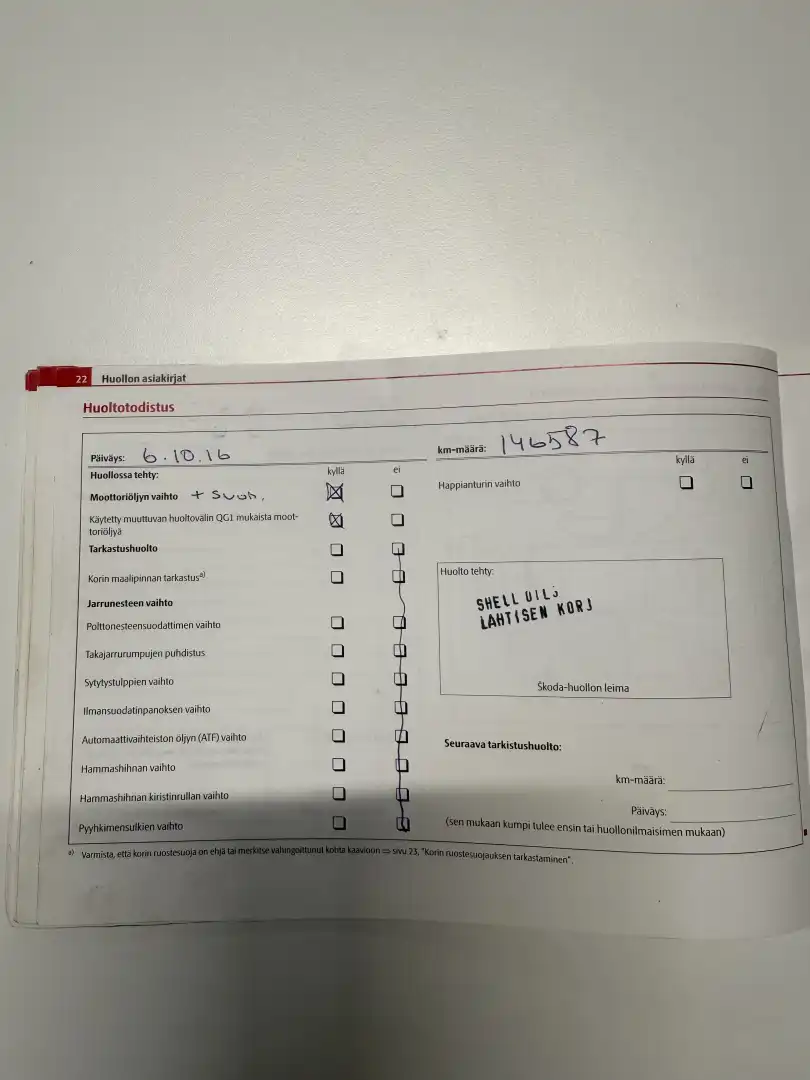 22 Huollon asiakirjat
Huoltotodistus
Päiväys: 6.10.16
Huollossa tehty: kyllä ei
Moottoriöljyn vaihto + Suod.
Käytetty muuttuvan huoltovälin QG1 mukaista moot-
toriöljyä
Tarkastushuolto
Korin maalipinnan tarkastus a)
Jarrunesteen vaihto
Polttonesteensuodattimen vaihto
Takajarrurumpujen puhdistus
Sytytystulppien vaihto
Ilmansuodatinpanoksen vaihto
Automaattivaihteiston öljyn (ATF) vaihto
Hammashihnan vaihto
Hammashihnan kiristinrullan vaihto
Pyyhkimensulkien vaihto
km-määrä: 146587
kyllä ei
Happianturin vaihto
Huolto tehty:
SHELL OILS
LAHTISEN KORJ
Škoda-huollon leima
Seuraava tarkistushuolto:
km-määrä:
Päiväys:
(sen mukaan kumpi tulee ensin tai huollonilmaisimen mukaan)
a) Varmista, että korin ruostesuoja on ehjä tai merkitse vahingoittunut kohta kaavioon ⇒ sivu 23, "Korin ruostesuojauksen tarkastaminen".